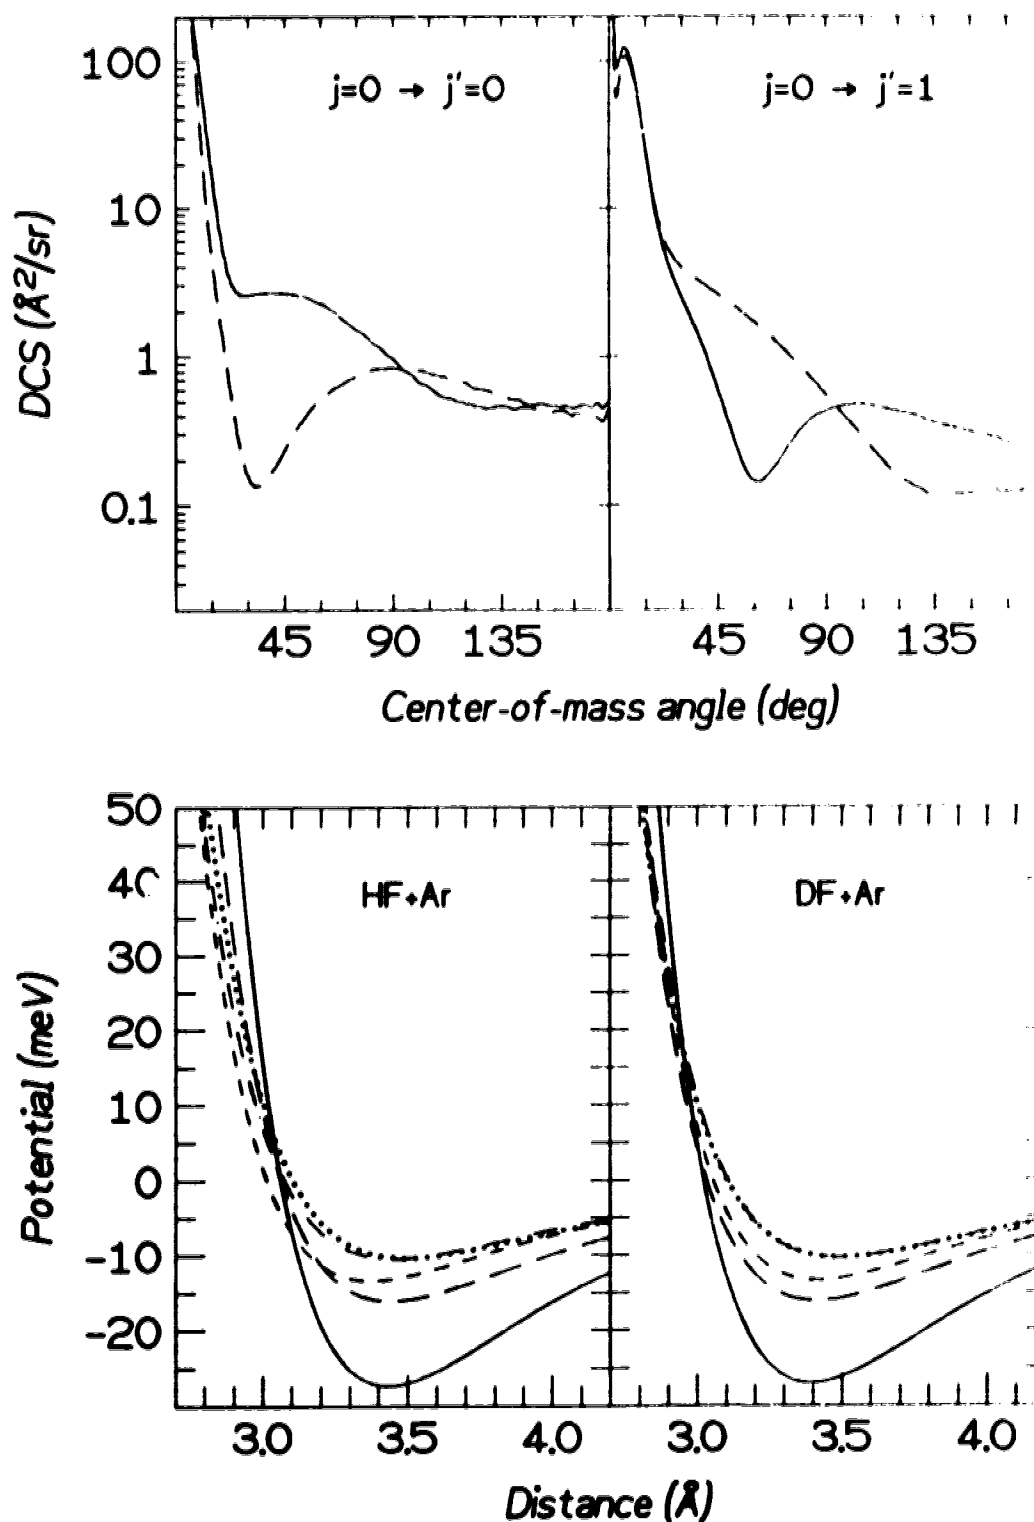 100
10
1
0.1
DCS (Å2/sr)
j=0 → j'=0
j=0 → j'=1
45 90 135 45 90 135
Center-of-mass angle (deg)
50
40
30
20
10
0
-10
-20
Potential (meV)
HF+Ar
DF+Ar
3.0 3.5 4.0 3.0 3.5 4.0
Distance (Å)